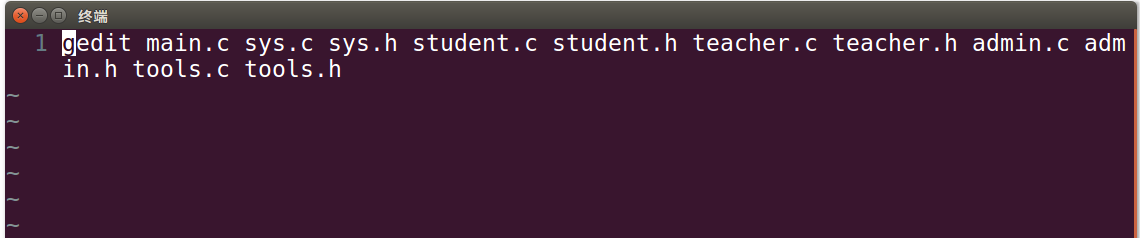 终端
1 gedit main.c sys.c sys.h student.c student.h teacher.c teacher.h admin.c adm
in.h tools.c tools.h
~
~
~
~
~
~